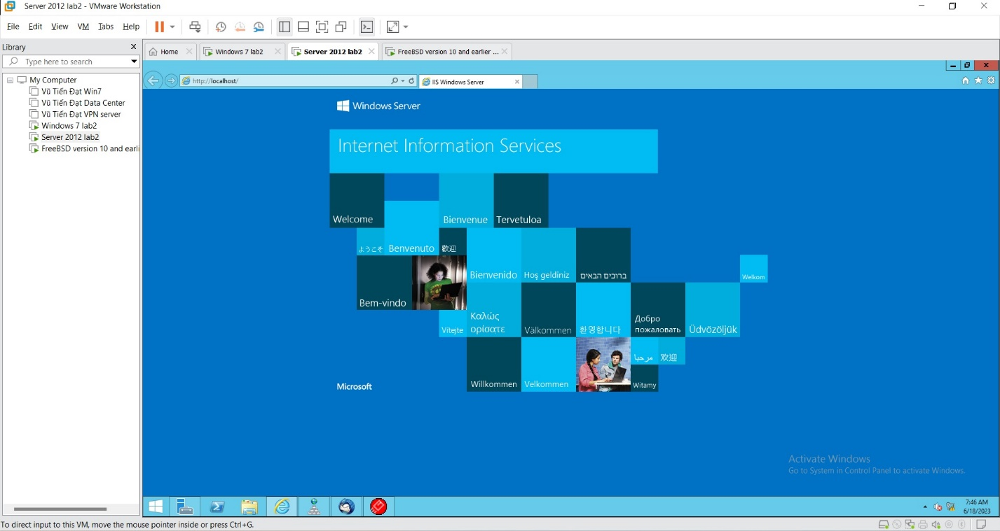 Server 2012 lab2 - VMware Workstation
File Edit View VM Tabs Help
Library X
Type here to search
My Computer
Vũ Tiến Đạt Win7
Vũ Tiến Đạt Data Center
Vũ Tiến Đạt VPN server
Windows 7 lab2
Server 2012 lab2
FreeBSD version 10 and earli
Home
Windows 7 lab2
Server 2012 lab2
FreeBSD version 10 and earlier ...
http://localhost/
IIS Windows Server
Windows Server
Internet Information Services
Welcome
Bienvenue
Tervetuloa
ようこそ
Benvenuto
歡迎
Bienvenido
Hoş geldiniz
ברוכים הבאים
Welkom
Bem-vindo
Vítejte
Καλώς
ορίσατε
Välkommen
환영합니다
Добро
пожаловать
Üdvözöljük
Willkommen
Velkommen
مرحبا
欢迎
Witamy
Microsoft
Activate Windows
Go to System in Control Panel to activate Windows.
7:46 AM
6/18/2023
To direct input to this VM, move the mouse pointer inside or press Ctrl+G.